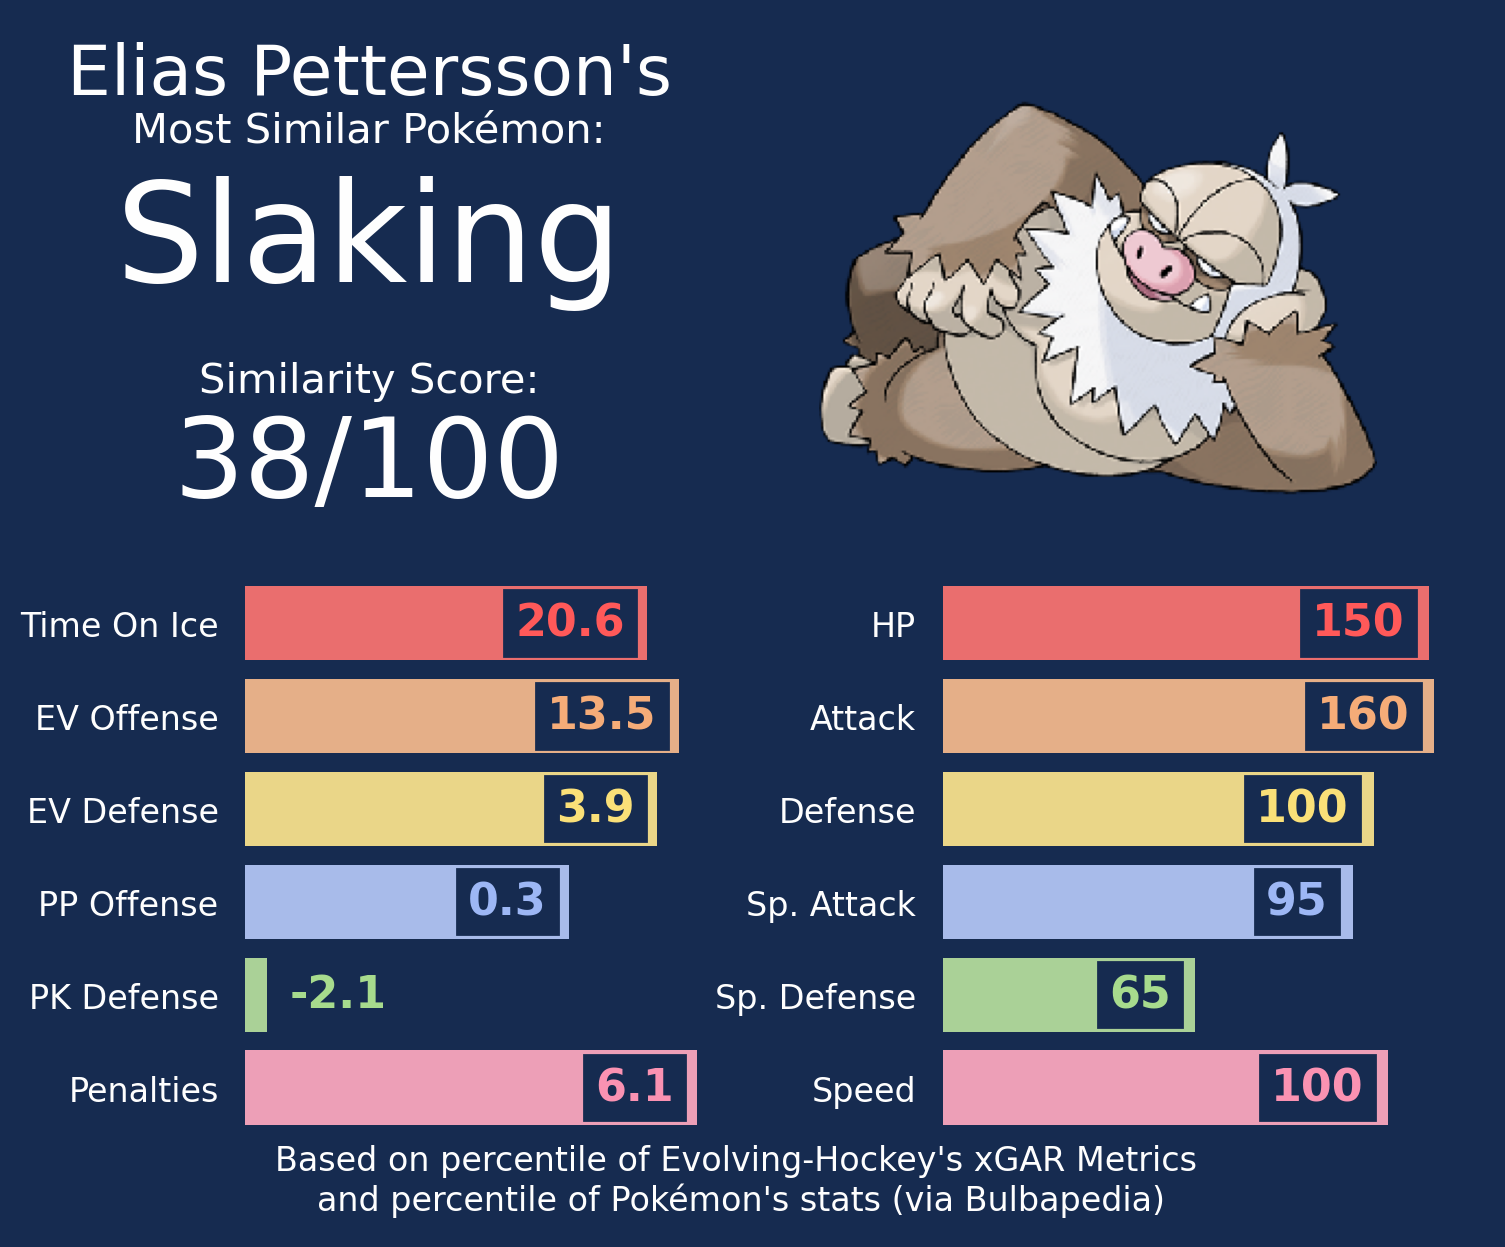 Elias Pettersson's
Most Similar Pokémon:
Slaking
Similarity Score:
38/100
Time On Ice 20.6
EV Offense 13.5
EV Defense 3.9
PP Offense 0.3
PK Defense -2.1
Penalties 6.1
HP 150
Attack 160
Defense 100
Sp. Attack 95
Sp. Defense 65
Speed 100
Based on percentile of Evolving-Hockey's xGAR Metrics
and percentile of Pokémon's stats (via Bulbapedia)